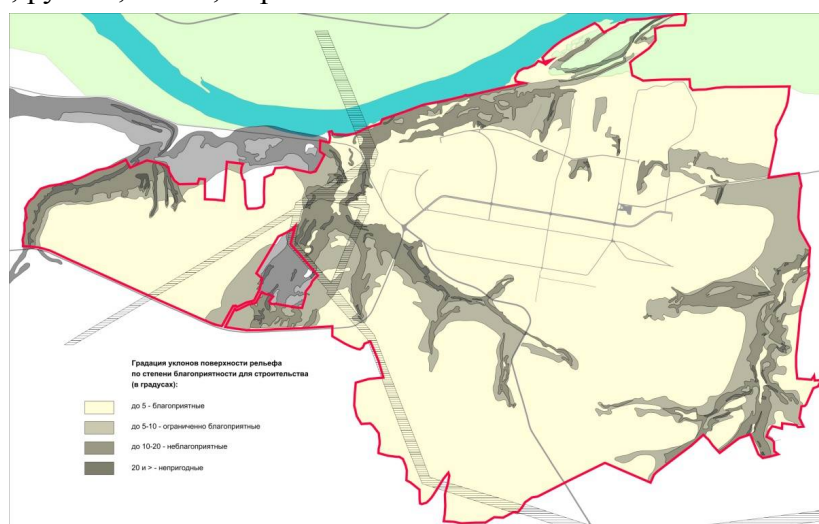 Градация уклонов поверхности рельефа
по степени благоприятности для строительства
(в градусах):
до 5 - благоприятные
до 5-10 - ограниченно благоприятные
до 10-20 - неблагоприятные
20 и > - непригодные